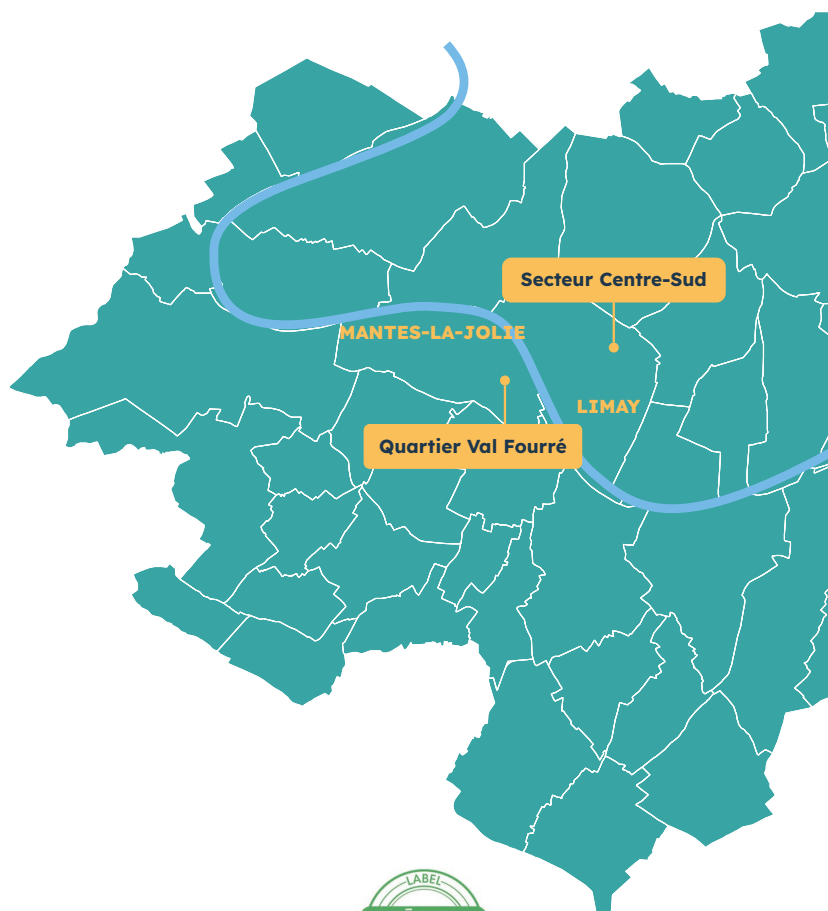 Secteur Centre-Sud
MANTES-LA-JOLIE
LIMAY
Quartier Val Fourré
LABEL